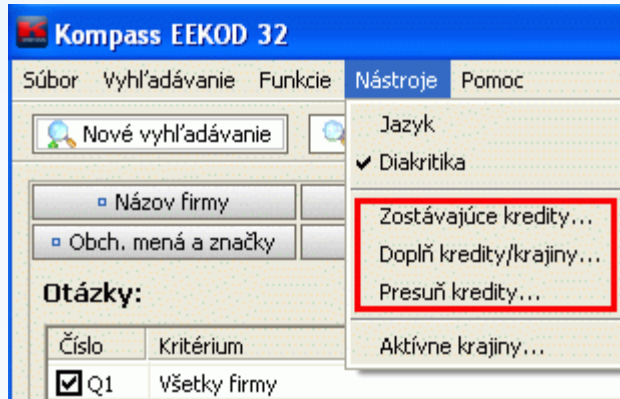 Kompass EEKOD 32
Súbor Vyhľadávanie Funkcie Nástroje Pomoc
Nové vyhľadávanie
Jazyk
Diakritika
Názov firmy
Zostávajúce kredity...
Obch. mená a značky
Doplň kredity/krajiny...
Otázky:
Presuň kredity...
Číslo Kritérium
Aktívne krajiny...
Q1 Všetky firmy